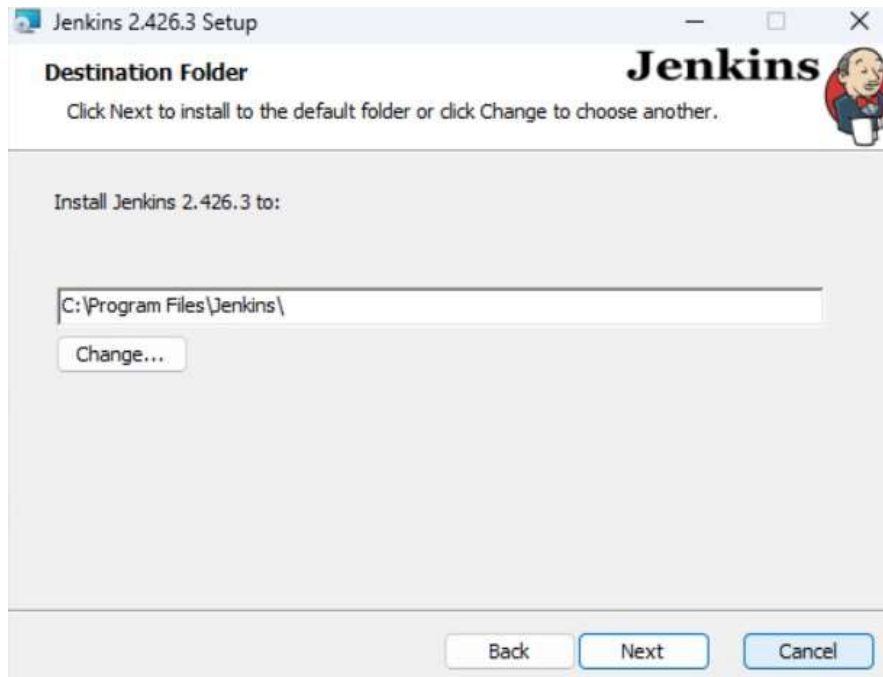 Jenkins 2.426.3 Setup
Destination Folder
Jenkins
Click Next to install to the default folder or click Change to choose another.
Install Jenkins 2.426.3 to:
C:\Program Files\Jenkins\
Change...
Back
Next
Cancel